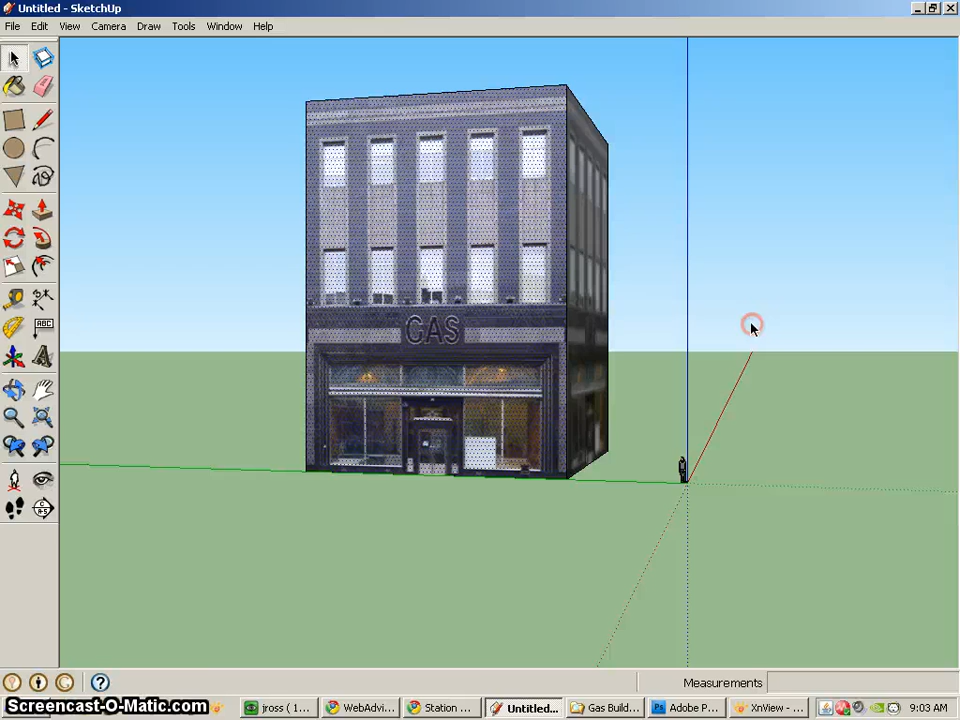 Untitled - SketchUp
File Edit View Camera Draw Tools Window Help
GAS
ABC
Measurements
Screencast-O-Matic.com
jross ( 1...
WebAdvi...
Station ...
Untitled...
Gas Build...
Adobe P...
XnView - ...
9:03 AM